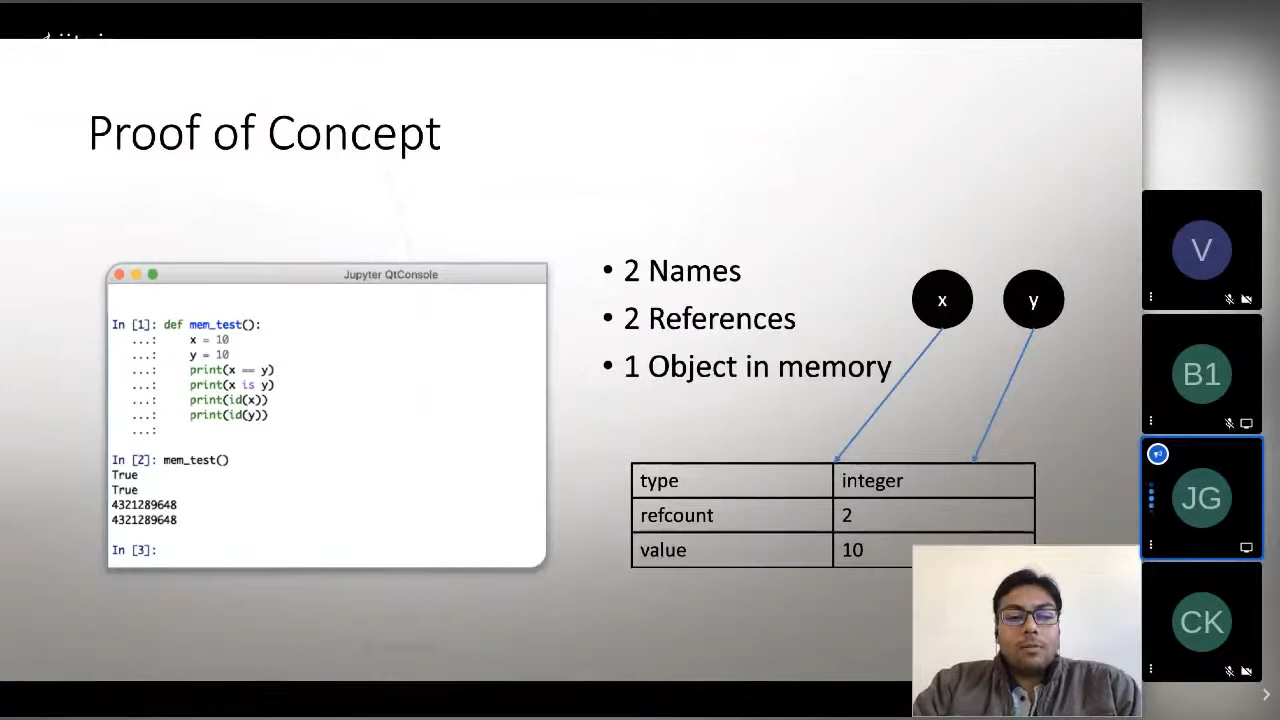 Proof of Concept
Jupyter QtConsole
In [1]: def mem_test():
...: x = 10
...: y = 10
...: print(x == y)
...: print(x is y)
...: print(id(x))
...: print(id(y))
...:
In [2]: mem_test()
True
True
4321289648
4321289648
In [3]:
• 2 Names
• 2 References
• 1 Object in memory
x
y
type integer
refcount 2
value 10
V
B1
JG
CK